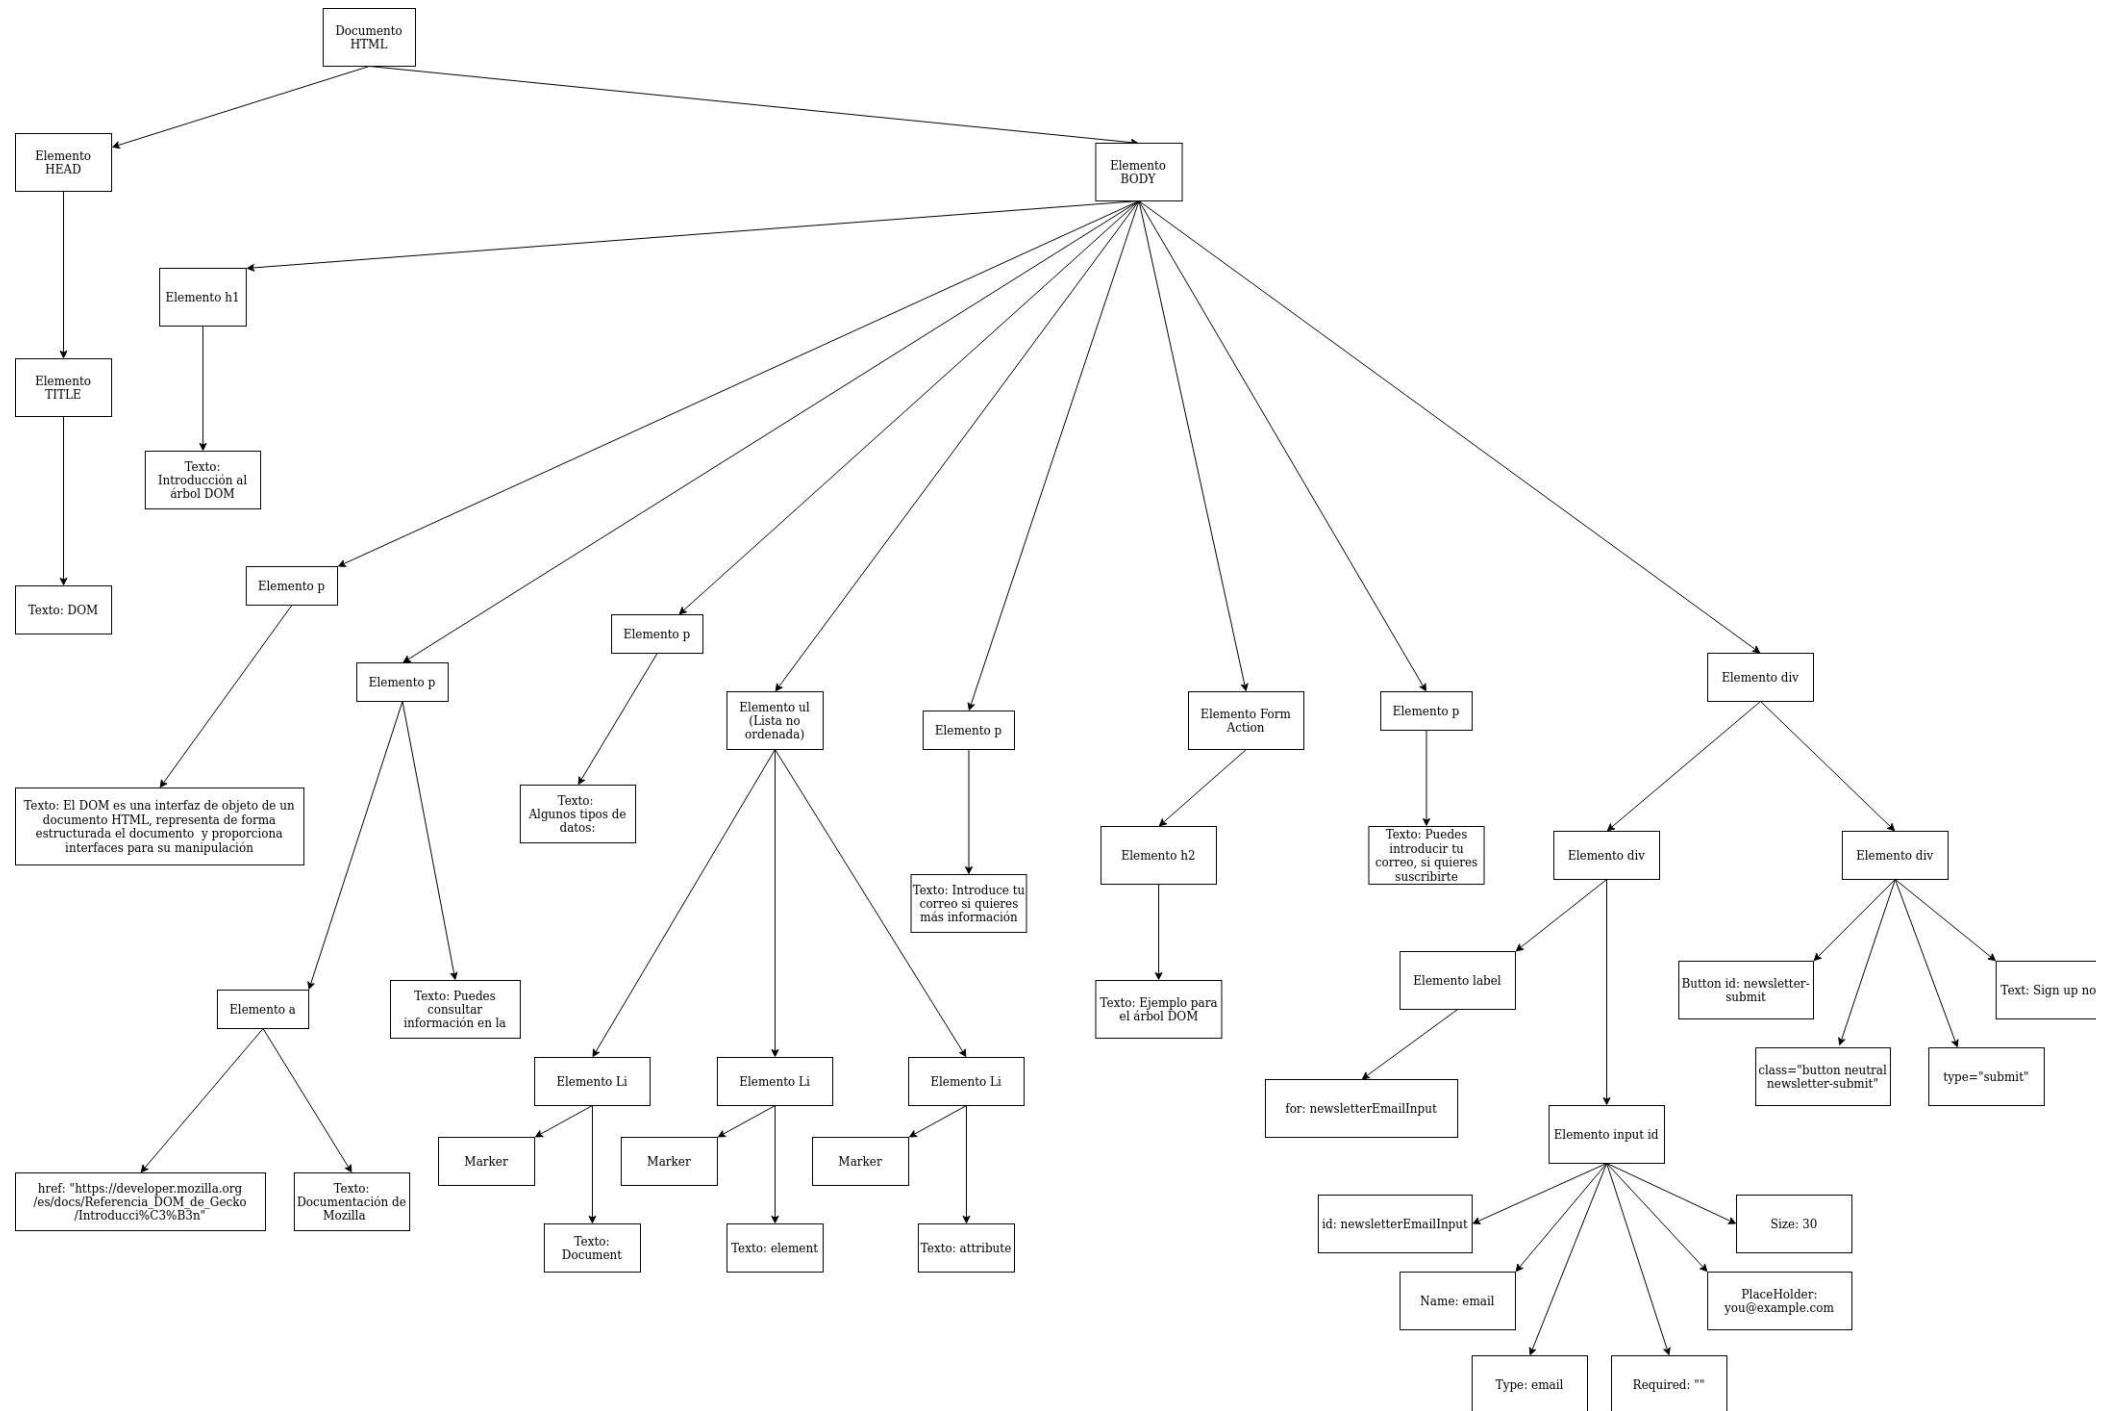 Documento
HTML
Elemento
HEAD
Elemento
BODY
Elemento h1
Elemento
TITLE
Texto:
Introducción al
árbol DOM
Elemento p
Texto: DOM
Elemento p
Elemento p
Elemento div
Elemento ul
(Lista no
ordenada)
Elemento p
Elemento Form
Action
Elemento p
Texto: El DOM es una interfaz de objeto de un
documento HTML, representa de forma
estructurada el documento  y proporciona
interfaces para su manipulación
Texto:
Algunos tipos de
datos:
Elemento h2
Texto: Puedes
introducir tu
correo, si quieres
suscribirte
Elemento div
Elemento div
Texto: Introduce tu
correo si quieres
más información
Elemento label
Button id: newsletter-
submit
Text: Sign up no
Elemento a
Texto: Puedes
consultar
información en la
Texto: Ejemplo para
el árbol DOM
Elemento Li
Elemento Li
Elemento Li
class="button neutral
newsletter-submit"
type="submit"
for: newsletterEmailInput
Elemento input id
Marker
Marker
Marker
href: "https://developer.mozilla.org
/es/docs/Referencia_DOM_de_Gecko
/Introducci%C3%B3n"
Texto:
Documentación de
Mozilla
id: newsletterEmailInput
Size: 30
Texto:
Document
Texto: element
Texto: attribute
Name: email
PlaceHolder:
you@example.com
Type: email
Required: ""